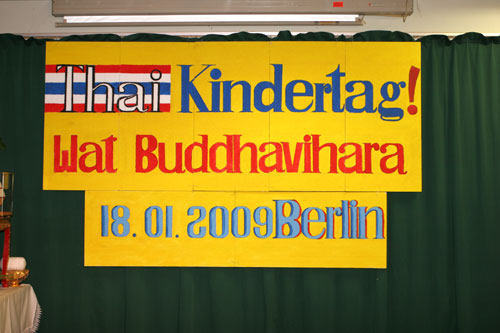 Thai Kindertag!
Wat Buddhavihara
18.01.2009 Berlin